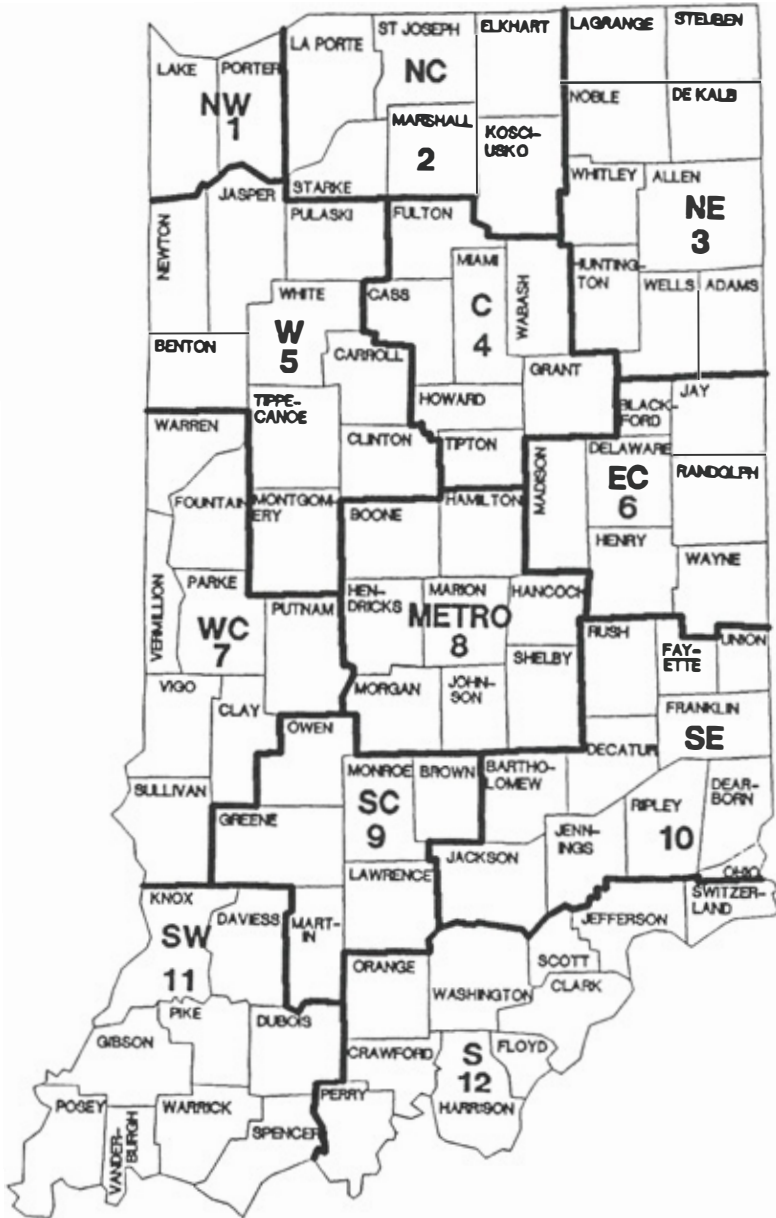 ST JOSEPH
ELKHART
LAGRANGE
STEUBEN
LA PORTE
LAKE
PORTER
NC
NW
1
NOBLE
DE KALB
MARSHALL
2
KOSCI-
USKO
WHITLEY
ALLEN
JASPER
STARKE
NE
3
PULASKI
FULTON
NEWTON
MIAMI
WABASH
HUNTING-
TON
WELLS
ADAMS
WHITE
CASS
C
4
W
5
BENTON
CARROLL
GRANT
TIPPE-
CANOE
HOWARD
BLACK-
FORD
JAY
WARREN
CLINTON
TIPTON
MADISON
DELAWARE
EC
6
RANDOLPH
FOUNTAIN
MONTGOM-
ERY
BOONE
HAMILTON
HENRY
WAYNE
VERMILLION
PARKE
PUTNAM
HEN-
DRICKS
MARION
HANCOCH
METRO
8
WC
7
RUSH
FAY-
ETTE
UNION
SHELBY
VIGO
CLAY
MORGAN
JOHN-
SON
FRANKLIN
OWEN
SE
DECATUR
SULLIVAN
MONROE
BROWN
BARTHO-
LOMEW
DEAR-
BORN
GREENE
SC
9
RIPLEY
10
JENN-
INGS
JACKSON
LAWRENCE
OHIO
SWITZER-
LAND
KNOX
DAVIESS
MART-
IN
JEFFERSON
SW
11
ORANGE
SCOTT
WASHINGTON
CLARK
PIKE
DUBOIS
GIBSON
CRAWFORD
S
12
FLOYD
HARRISON
PERRY
POSEY
VANDER-
BURGH
WARRICK
SPENCER